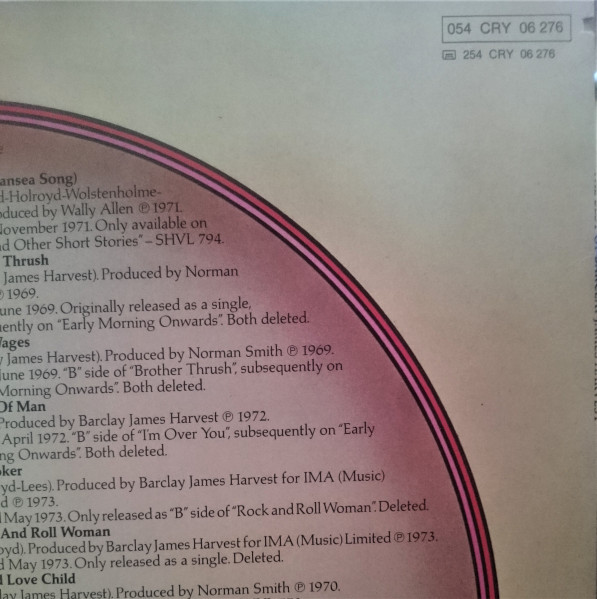 054 CRY 06 276
254 CRY 06 276
ansea Song)
d-Holroyd-Wolstenholme-
oduced by Wally Allen ℗ 1971.
November 1971. Only available on
nd Other Short Stories” – SHVL 794.
Thrush
James Harvest). Produced by Norman
℗ 1969.
une 1969. Originally released as a single,
uently on “Early Morning Onwards”. Both deleted.
Wages
y James Harvest). Produced by Norman Smith ℗ 1969.
June 1969. “B” side of “Brother Thrush”, subsequently on
Morning Onwards”. Both deleted.
Of Man
Produced by Barclay James Harvest ℗ 1972.
April 1972. “B” side of “I'm Over You”, subsequently on “Early
ng Onwards”. Both deleted.
oker
yd-Lees). Produced by Barclay James Harvest for IMA (Music)
d ℗ 1973.
d May 1973. Only released as “B” side of “Rock and Roll Woman”. Deleted.
And Roll Woman
oyd). Produced by Barclay James Harvest for IMA (Music) Limited ℗ 1973.
d May 1973. Only released as a single. Deleted.
l Love Child
lay James Harvest). Produced by Norman Smith ℗ 1970.